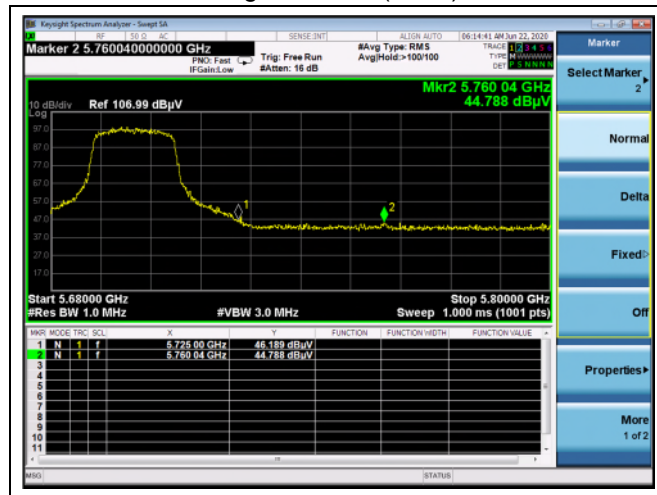 Keysight Spectrum Analyzer - Swept SA
RF 50 Ω AC SENSE:INT ALIGN AUTO 06:14:41 AM Jun 22, 2020
Marker 2 5.760040000000 GHz
PNO: Fast
IFGain:Low
Trig: Free Run
#Atten: 16 dB
#Avg Type: RMS
Avg|Hold:>100/100
TRACE 1 2 3 4 5 6
TYPE
DET P S N N N N
Mkr2 5.760 04 GHz
44.788 dBµV
10 dB/div Ref 106.99 dBµV
Log
97.0
87.0
77.0
67.0
57.0
47.0
37.0
27.0
17.0
1
2
Start 5.68000 GHz
Stop 5.80000 GHz
#Res BW 1.0 MHz #VBW 3.0 MHz Sweep 1.000 ms (1001 pts)
MKR MODE TRC SCL X Y FUNCTION FUNCTION WIDTH FUNCTION VALUE
1 N 1 f 5.725 00 GHz 46.189 dBµV
2 N 1 f 5.760 04 GHz 44.788 dBµV
3
4
5
6
7
8
9
10
11
MSG STATUS
Marker
Select Marker
2
Normal
Delta
Fixed
Off
Properties
More
1 of 2